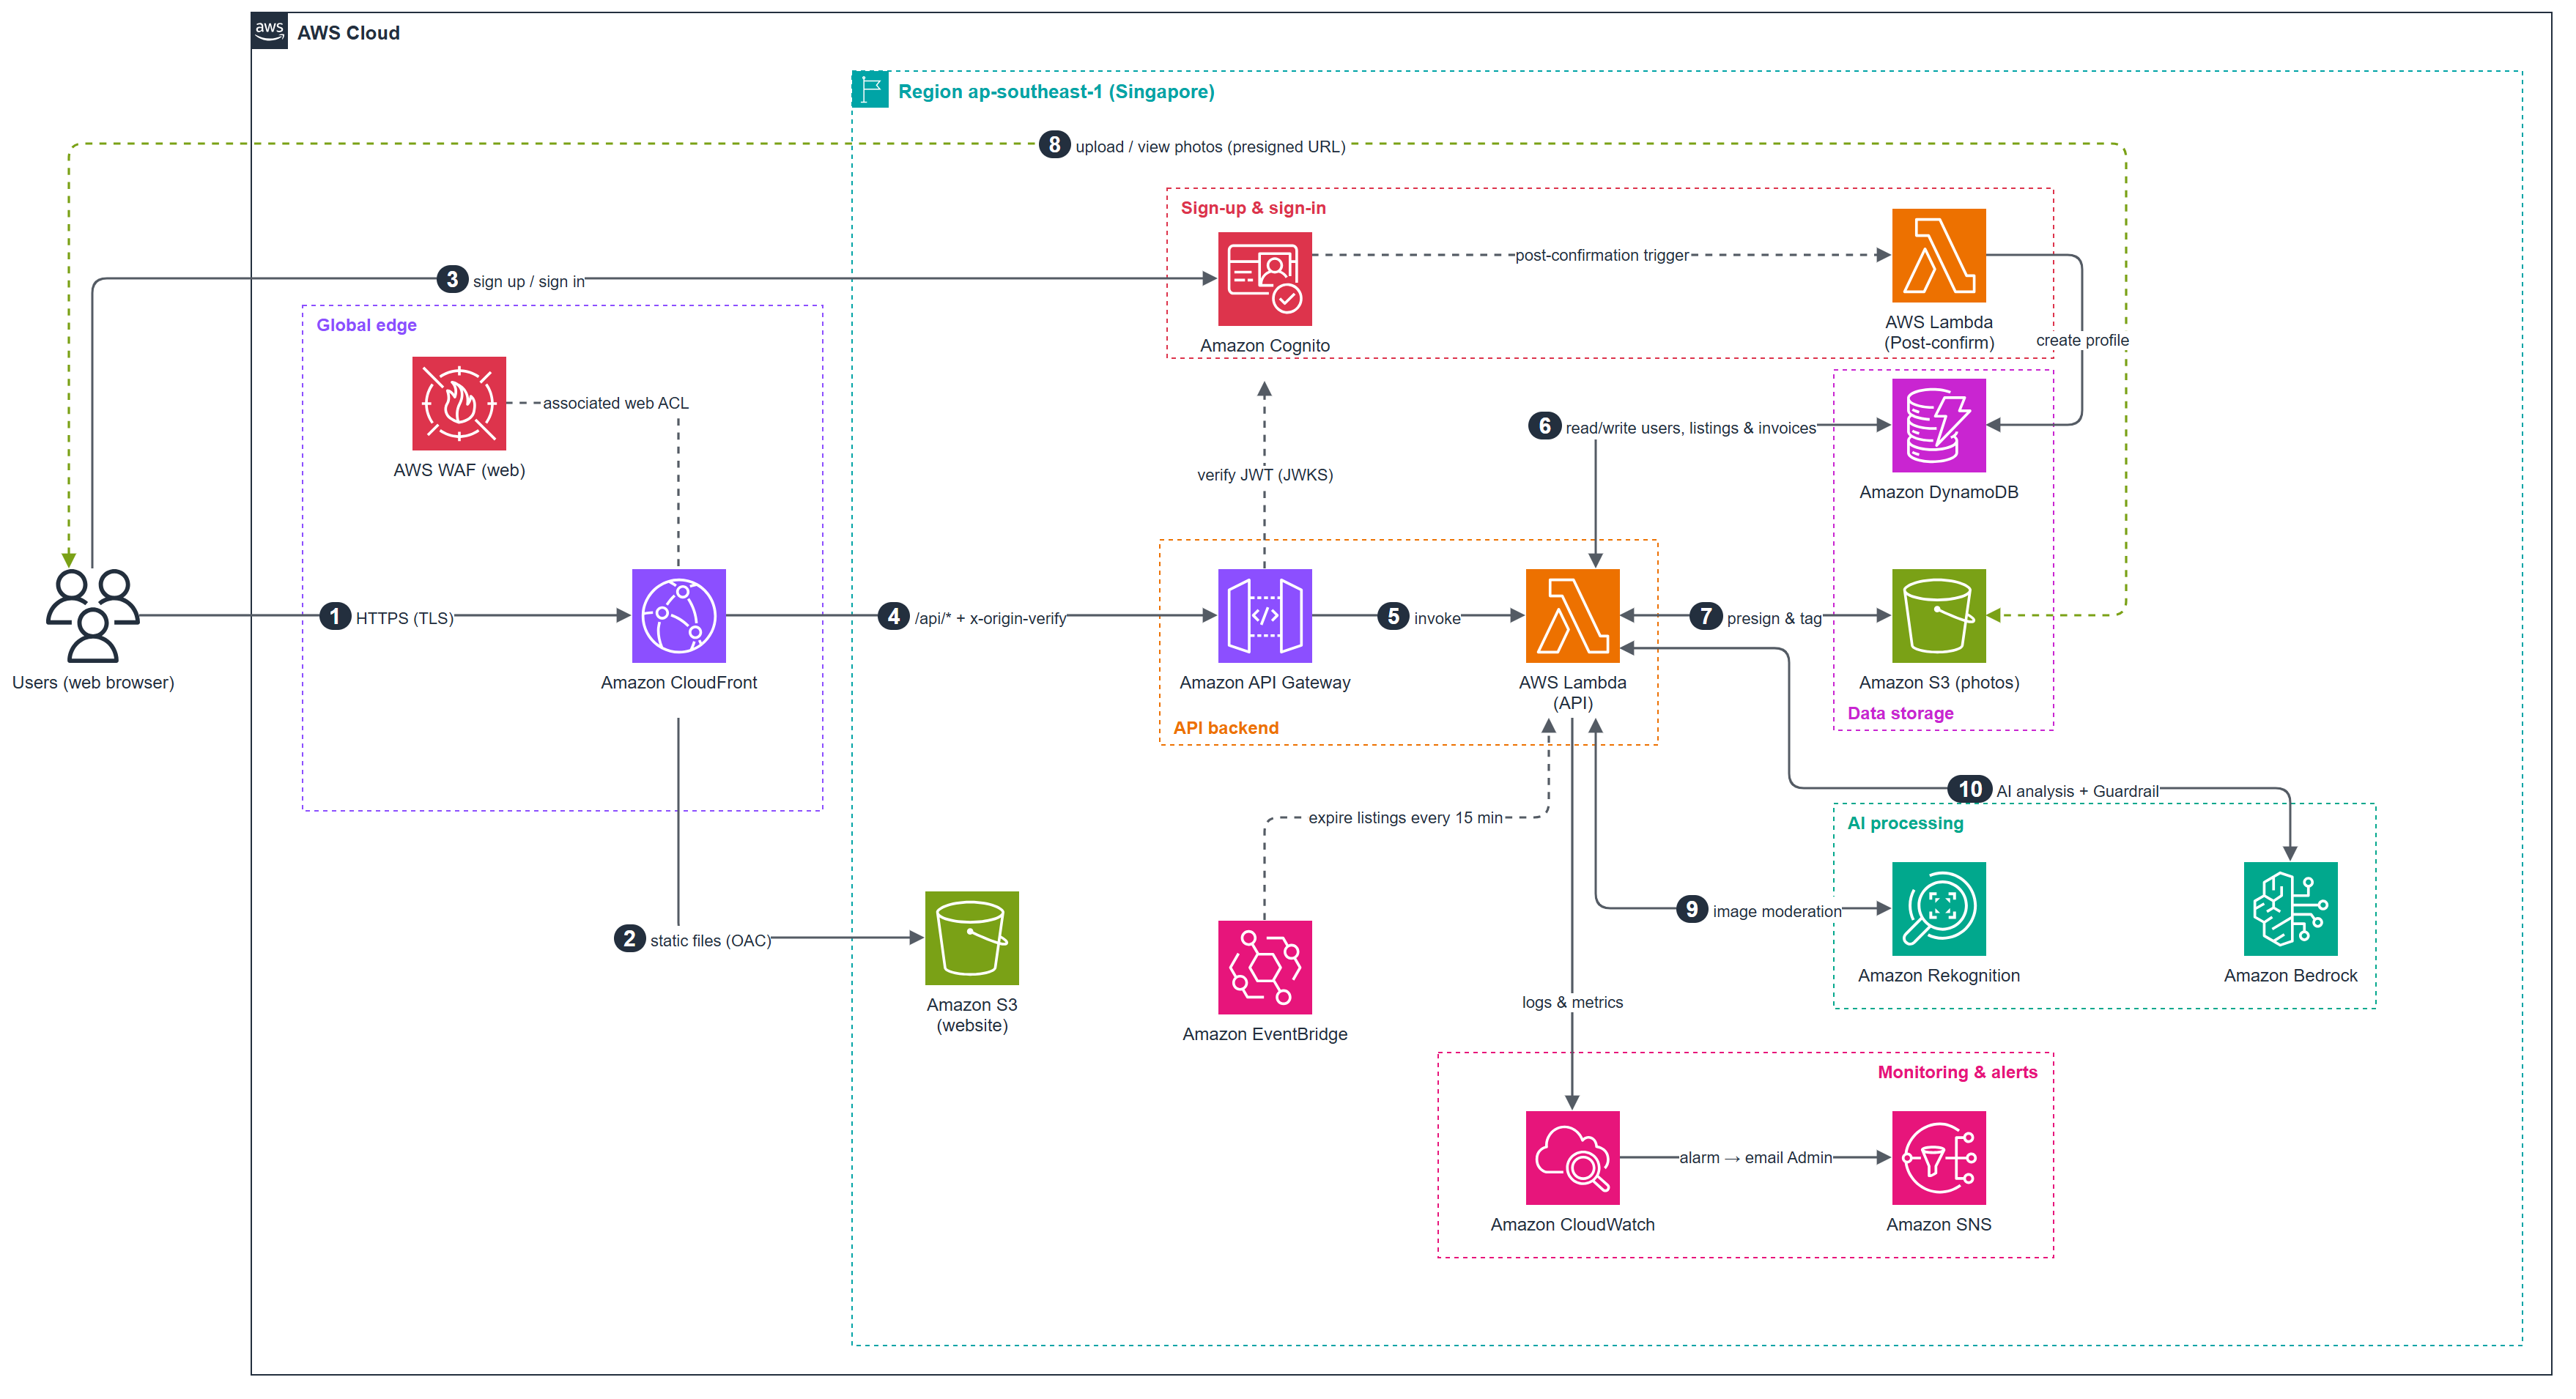 aws
AWS Cloud
Region ap-southeast-1 (Singapore)
8 upload / view photos (presigned URL)
Sign-up & sign-in
post-confirmation trigger
3 sign up / sign in
Amazon Cognito
AWS Lambda
(Post-confirm)
create profile
Global edge
associated web ACL
AWS WAF (web)
6 read/write users, listings & invoices
verify JWT (JWKS)
Amazon DynamoDB
1 HTTPS (TLS)
4 /api/* + x-origin-verify
5 invoke
7 presign & tag
Users (web browser)
Amazon CloudFront
Amazon API Gateway
AWS Lambda
(API)
Amazon S3 (photos)
Data storage
API backend
10 AI analysis + Guardrail
expire listings every 15 min
AI processing
9 image moderation
2 static files (OAC)
Amazon Rekognition
Amazon Bedrock
Amazon S3
(website)
logs & metrics
Amazon EventBridge
Monitoring & alerts
alarm → email Admin
Amazon CloudWatch
Amazon SNS